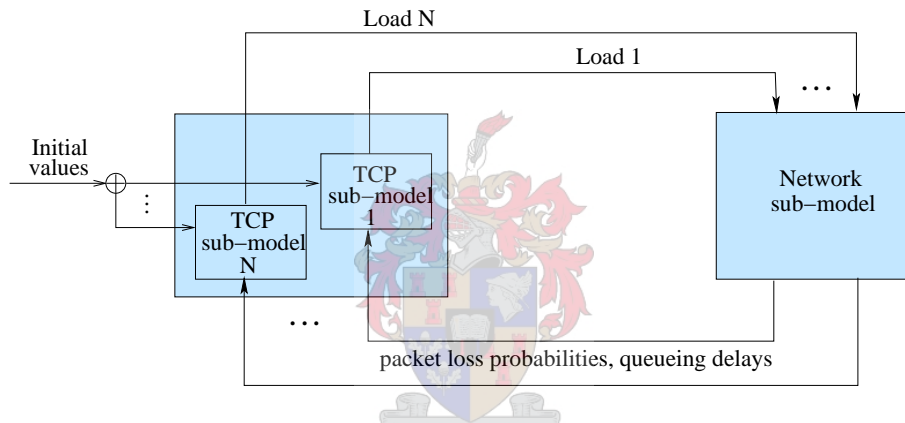 Load N
Load 1
...
Initial
values
...
TCP
sub-model
1
TCP
sub-model
N
Network
sub-model
...
packet loss probabilities, queueing delays